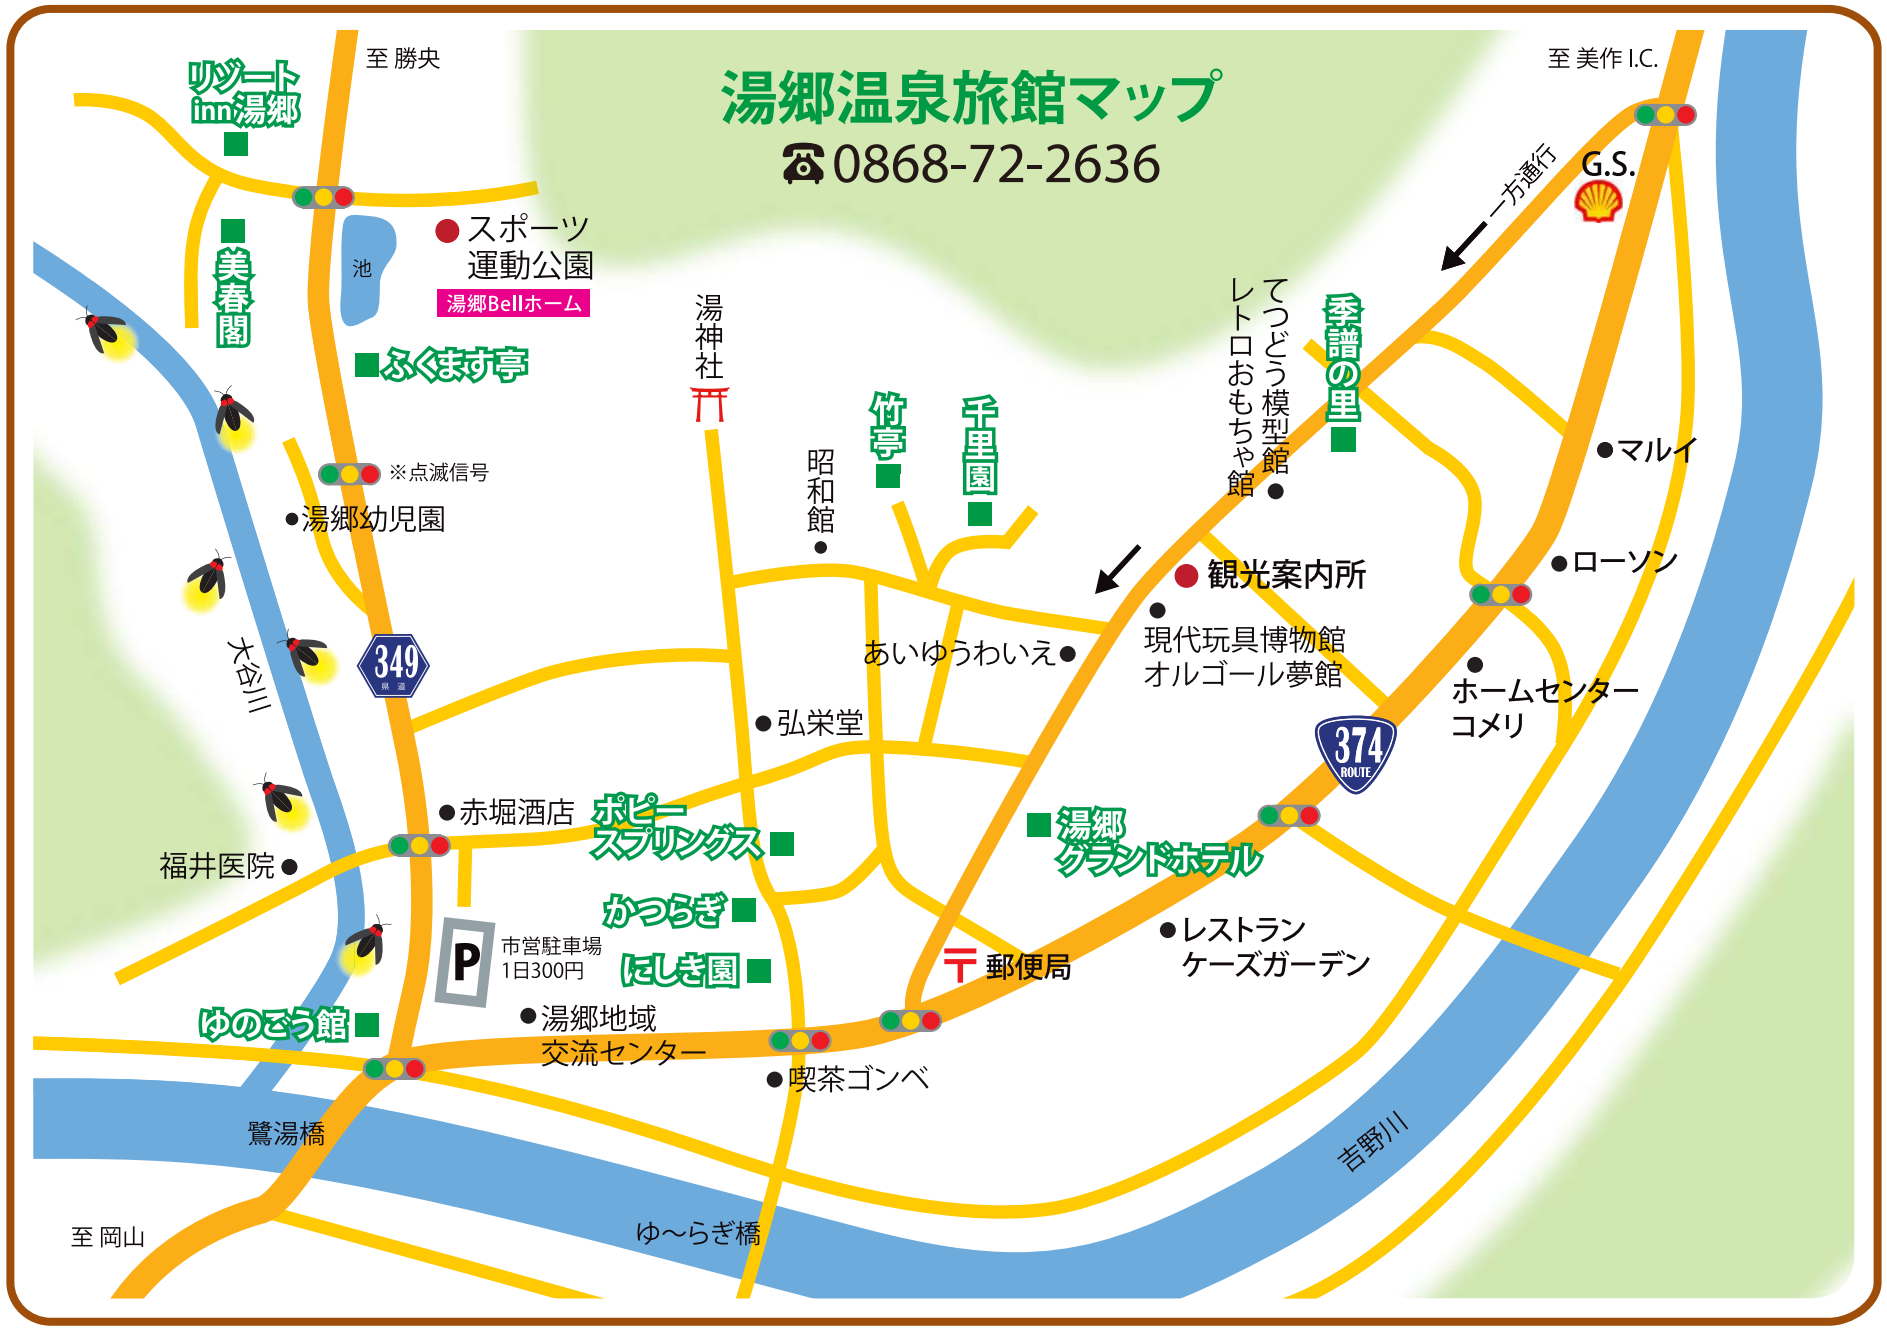 湯郷温泉旅館マップ
☎0868-72-2636
至 勝央
至 美作 I.C.
リゾート
inn湯郷
G.S.
一方通行
スポーツ
運動公園
湯郷Bellホーム
池
美春閣
ふくます亭
湯神社
てつどう模型館
レトロおもちゃ館
季譜の里
竹亭
千里園
昭和館
マルイ
※点滅信号
湯郷幼児園
ローソン
観光案内所
現代玩具博物館
オルゴール夢館
あいゆうわいえ
大谷川
349
県道
ホームセンター
コメリ
弘栄堂
374
ROUTE
赤堀酒店
ポピー
スプリングス
湯郷
グランドホテル
福井医院
かつらぎ
レストラン
ケーズガーデン
P
市営駐車場
1日300円
にしき園
〒郵便局
ゆのごう館
湯郷地域
交流センター
喫茶ゴンベ
鷺湯橋
吉野川
ゆ～らぎ橋
至 岡山